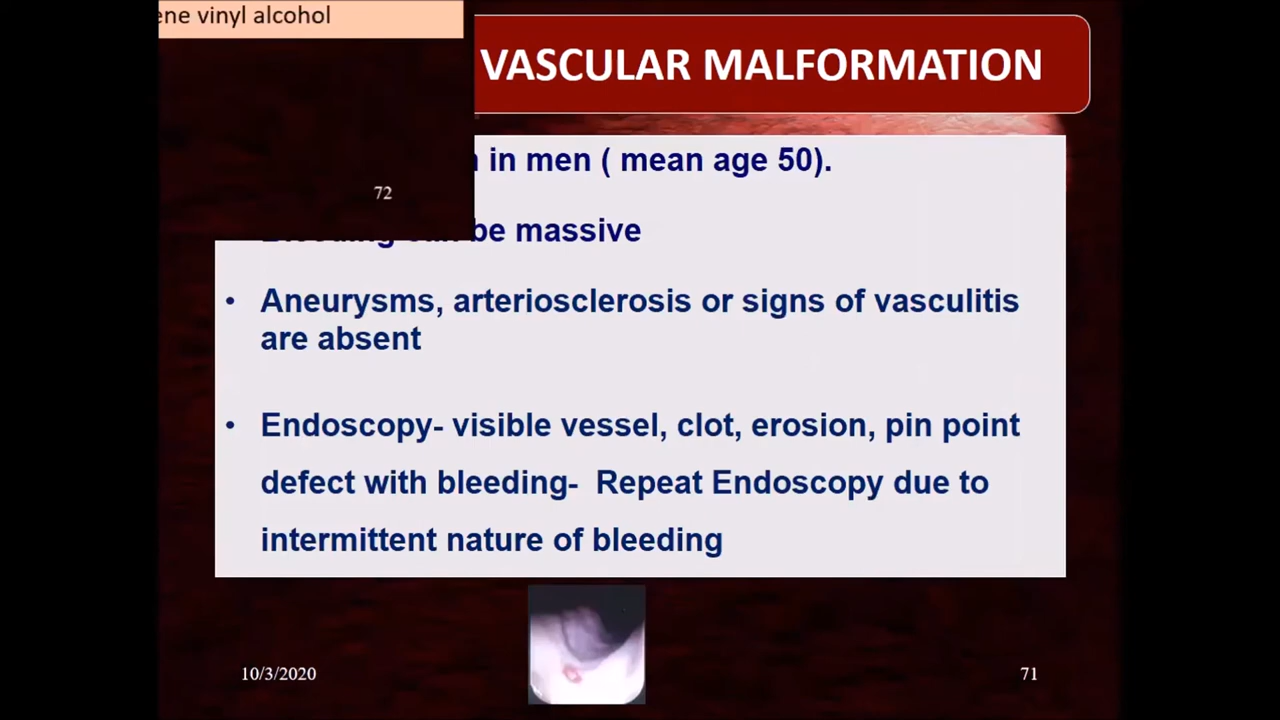 vinyl alcohol
VASCULAR MALFORMATION
in men ( mean age 50).
72
be massive
• Aneurysms, arteriosclerosis or signs of vasculitis
are absent
• Endoscopy- visible vessel, clot, erosion, pin point
defect with bleeding- Repeat Endoscopy due to
intermittent nature of bleeding
10/3/2020
71